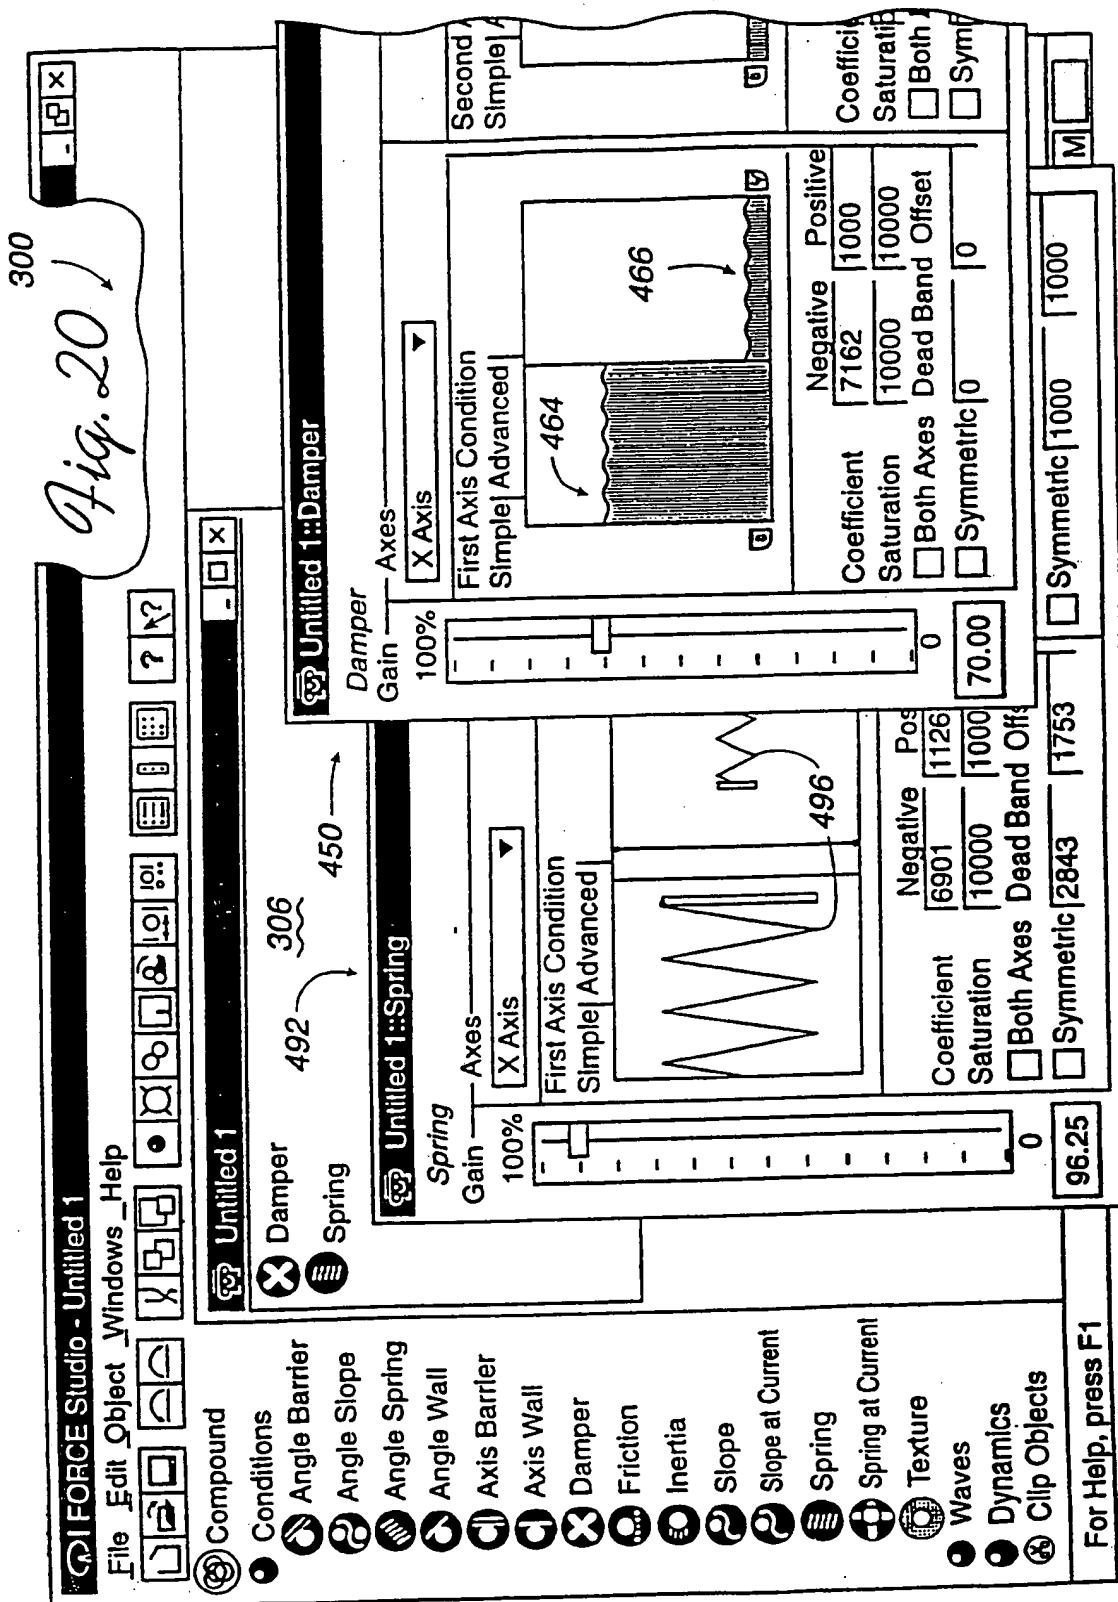 300
Fig. 20
I FORCE Studio - Untitled 1
File Edit Object Windows Help
? ?
Compound
Conditions
Angle Barrier
Angle Slope
Angle Spring
Angle Wall
Axis Barrier
Axis Wall
Damper
Friction
Inertia
Slope
Slope at Current
Spring
Spring at Current
Texture
Waves
Dynamics
Clip Objects
For Help, press F1
M
Untitled 1
Damper
Spring
306
492
450
Untitled 1::Spring
Spring
Gain
Axes
100%
X Axis
First Axis Condition
Simple Advanced
496
Negative Pos
Coefficient 6901 1126
Saturation 10000 1000
Both Axes Dead Band Offs
Symmetric 2843 1753
0
96.25
Symmetric 1000 1000
Untitled 1::Damper
Damper
Gain
Axes
100%
X Axis
First Axis Condition
Simple Advanced
464
466
Negative Positive
Coefficient 7162 1000
Saturation 10000 10000
Both Axes Dead Band Offset
Symmetric 0 0
0
70.00
Second A
Simple A
Coefficie
Saturati
Both
Sym